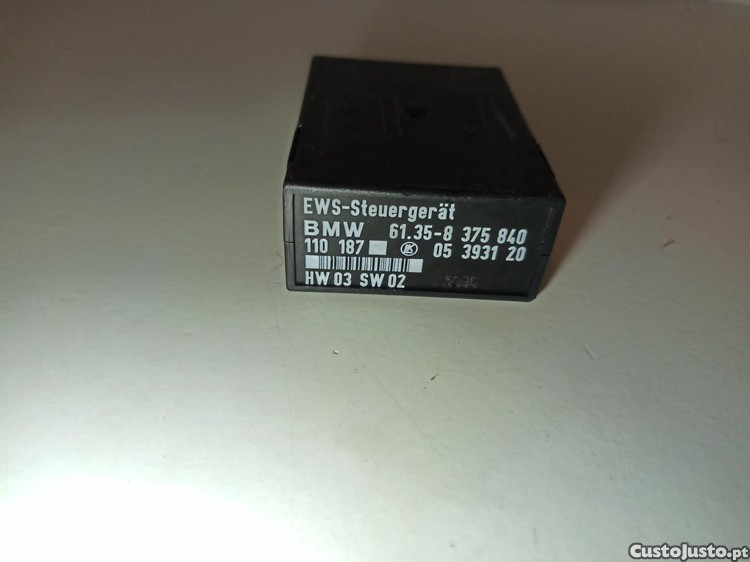 EWS-Steuergerät
BMW 61.35-8 375 840
110 187 LK 05 3931 20
HW 03 SW 02
CustoJusto.pt